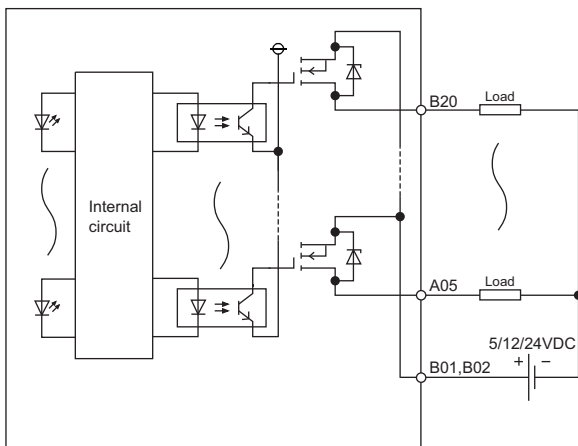 B20
Load
Internal
circuit
A05
Load
5/12/24VDC
+ −
B01,B02